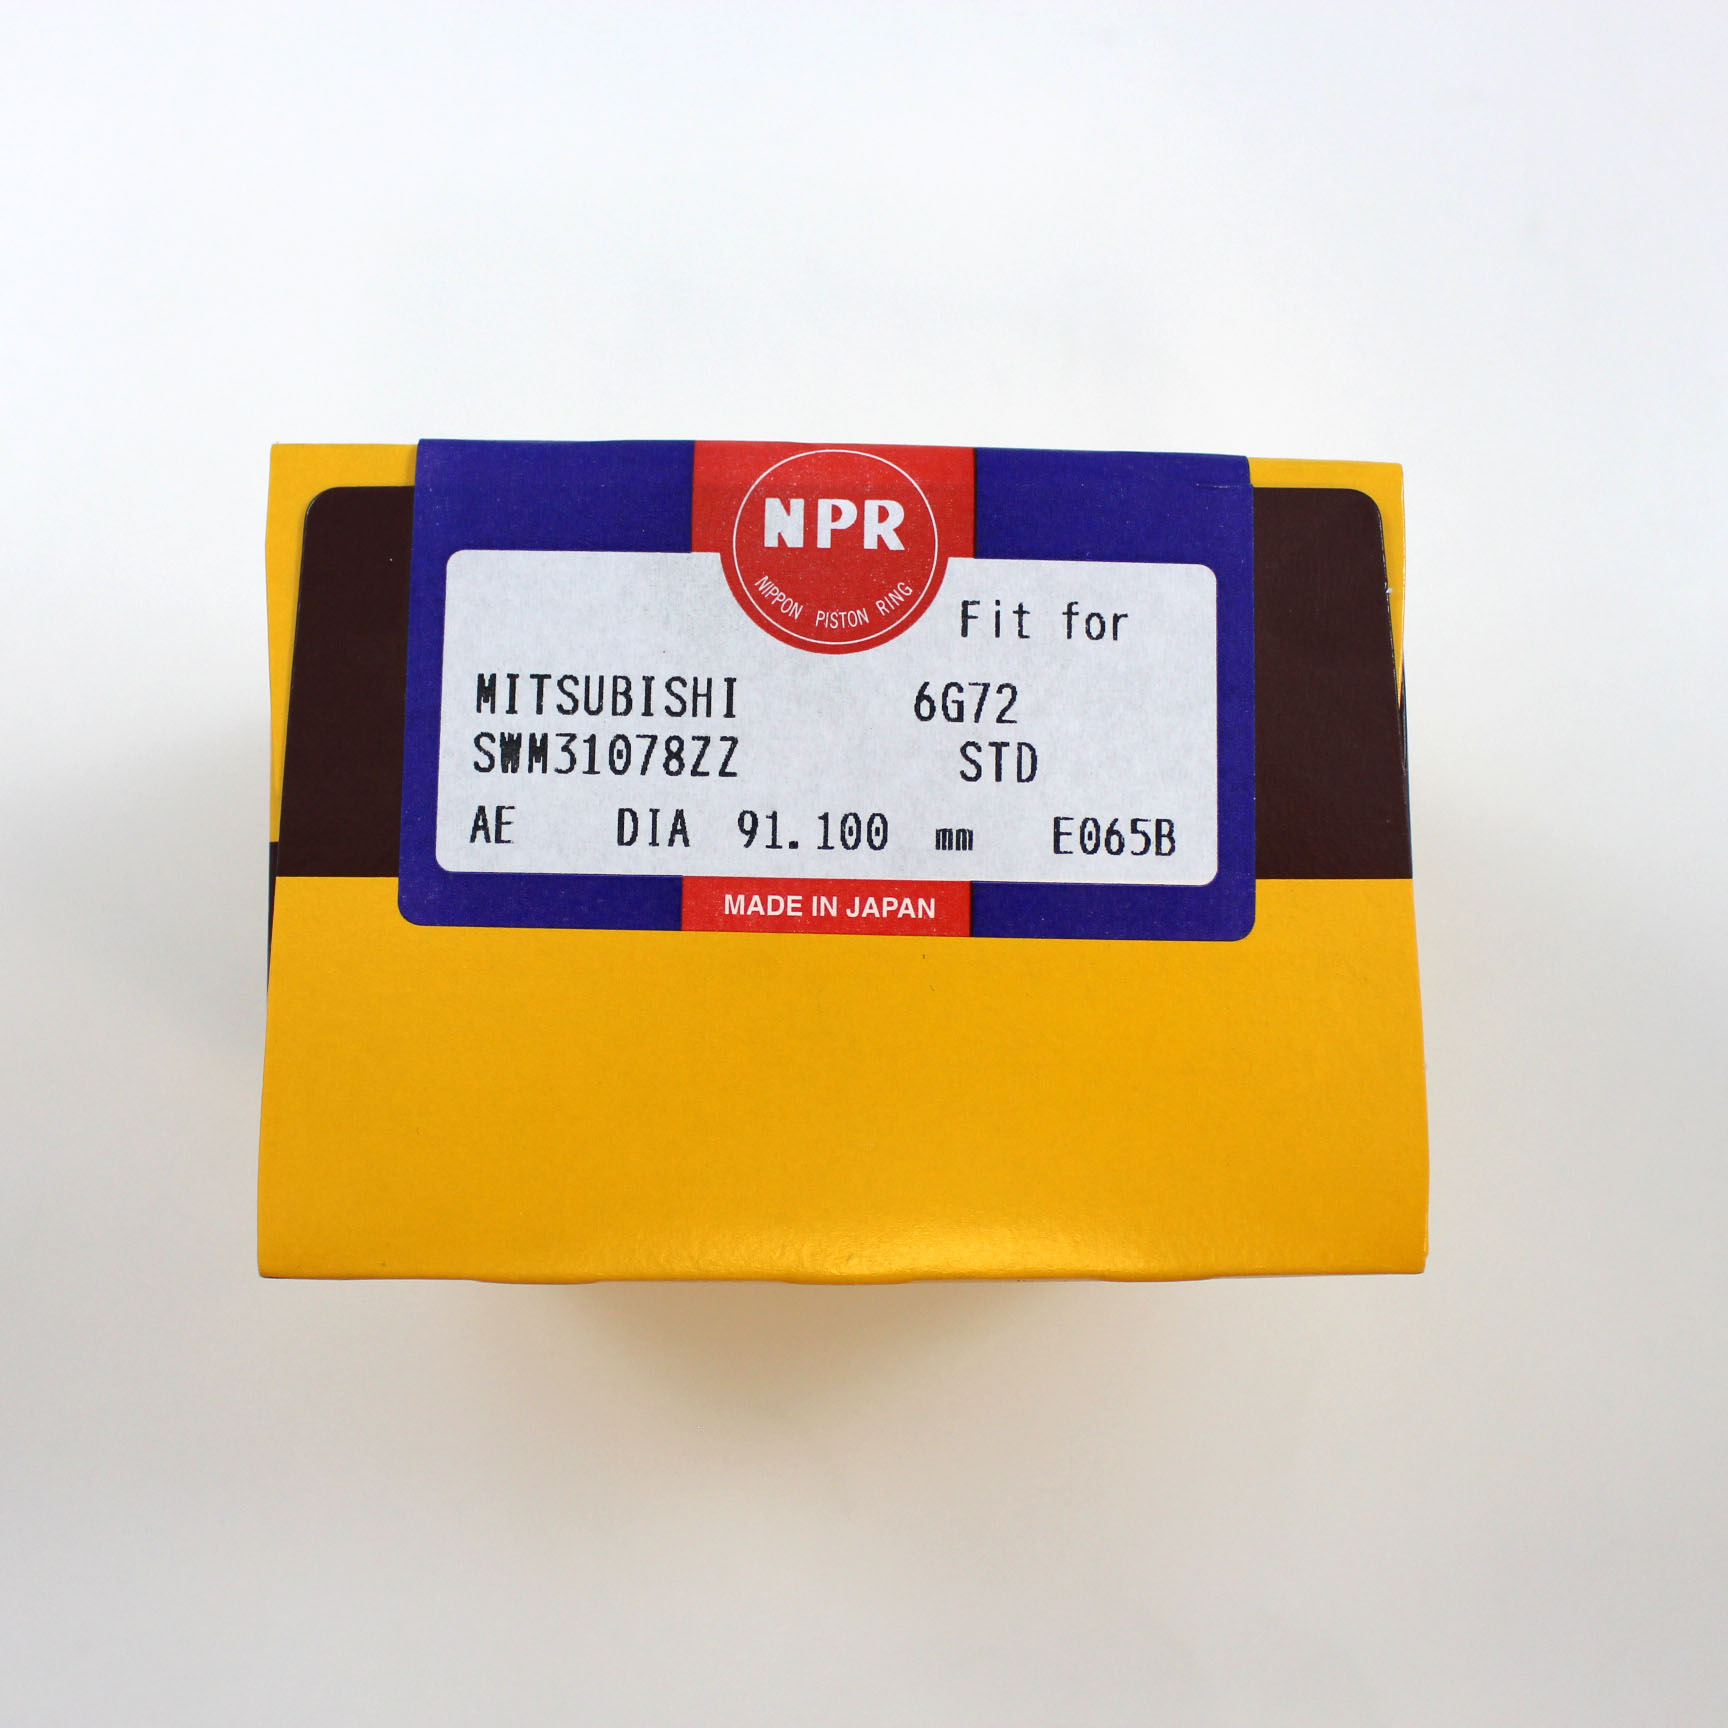 NPR
NIPPON PISTON RING
Fit for
MITSUBISHI 6G72
SWM31078ZZ STD
AE DIA 91.100 mm E065B
MADE IN JAPAN